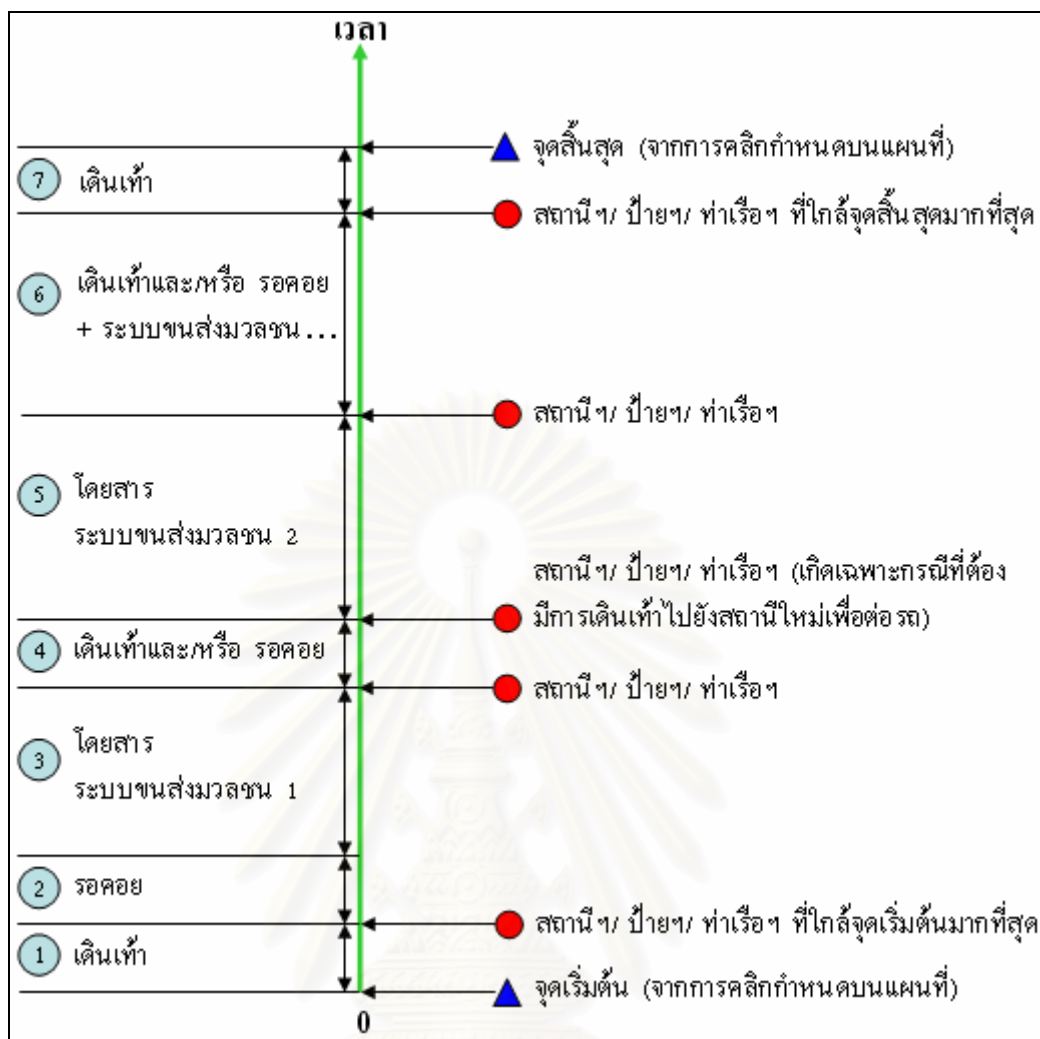 เวลา
จุดสิ้นสุด (จากการคลิกกำหนดบนแผนที่)
7 เดินเท้า
สถานีฯ/ ป้ายฯ/ ท่าเรือฯ ที่ใกล้จุดสิ้นสุดมากที่สุด
6 เดินเท้าและ/หรือ รอคอย
+ ระบบขนส่งมวลชน...
สถานีฯ/ ป้ายฯ/ ท่าเรือฯ
5 โดยสาร
ระบบขนส่งมวลชน 2
สถานีฯ/ ป้ายฯ/ ท่าเรือฯ (เกิดเฉพาะกรณีที่ต้อง
มีการเดินเท้าไปยังสถานีใหม่เพื่อต่อรถ)
4 เดินเท้าและ/หรือ รอคอย
สถานีฯ/ ป้ายฯ/ ท่าเรือฯ
3 โดยสาร
ระบบขนส่งมวลชน 1
2 รอคอย
สถานีฯ/ ป้ายฯ/ ท่าเรือฯ ที่ใกล้จุดเริ่มต้นมากที่สุด
1 เดินเท้า
จุดเริ่มต้น (จากการคลิกกำหนดบนแผนที่)
0